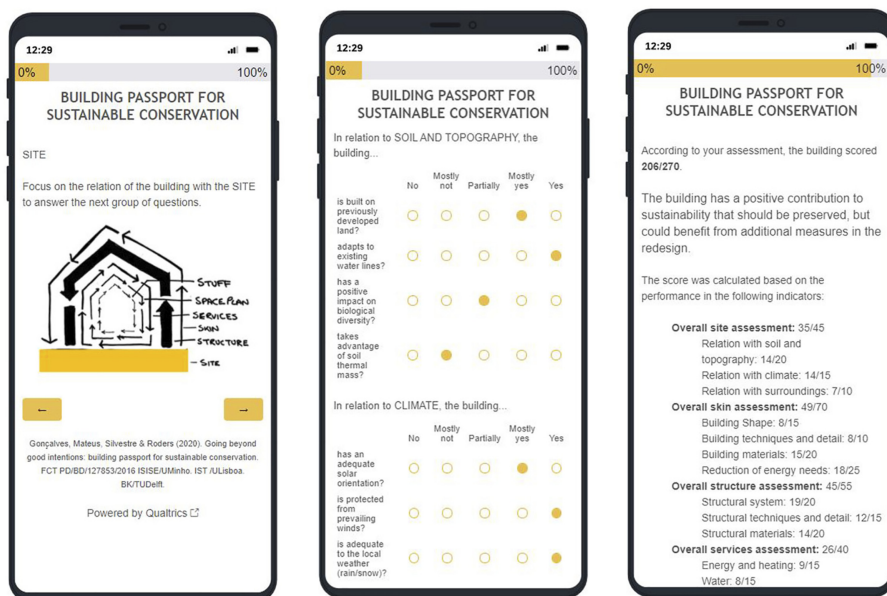 12:29
0% 100%
BUILDING PASSPORT FOR
SUSTAINABLE CONSERVATION
SITE
Focus on the relation of the building with the SITE
to answer the next group of questions.
STUFF
SPACE PLAN
SERVICES
SKIN
STRUCTURE
SITE
←
→
Gonçalves, Mateus, Silvestre & Roders (2020). Going beyond
good intentions: building passport for sustainable conservation.
FCT PD/BD/127853/2016 ISISE/UMinho. IST /ULisboa.
BK/TUDelft.
Powered by Qualtrics
12:29
0% 100%
BUILDING PASSPORT FOR
SUSTAINABLE CONSERVATION
In relation to SOIL AND TOPOGRAPHY, the
building...
No Mostly not Partially Mostly yes Yes
is built on
previously
developed
land?
adapts to
existing
water lines?
has a
positive
impact on
biological
diversity?
takes
advantage
of soil
thermal
mass?
In relation to CLIMATE, the building...
No Mostly not Partially Mostly yes Yes
has an
adequate
solar
orientation?
is protected
from
prevailing
winds?
is adequate
to the local
weather
(rain/snow)?
12:29
0% 100%
BUILDING PASSPORT FOR
SUSTAINABLE CONSERVATION
According to your assessment, the building scored
206/270.
The building has a positive contribution to
sustainability that should be preserved, but
could benefit from additional measures in the
redesign.
The score was calculated based on the
performance in the following indicators:
Overall site assessment: 35/45
Relation with soil and
topography: 14/20
Relation with climate: 14/15
Relation with surroundings: 7/10
Overall skin assessment: 49/70
Building Shape: 8/15
Building techniques and detail: 8/10
Building materials: 15/20
Reduction of energy needs: 18/25
Overall structure assessment: 45/55
Structural system: 19/20
Structural techniques and detail: 12/15
Structural materials: 14/20
Overall services assessment: 26/40
Energy and heating: 9/15
Water: 8/15